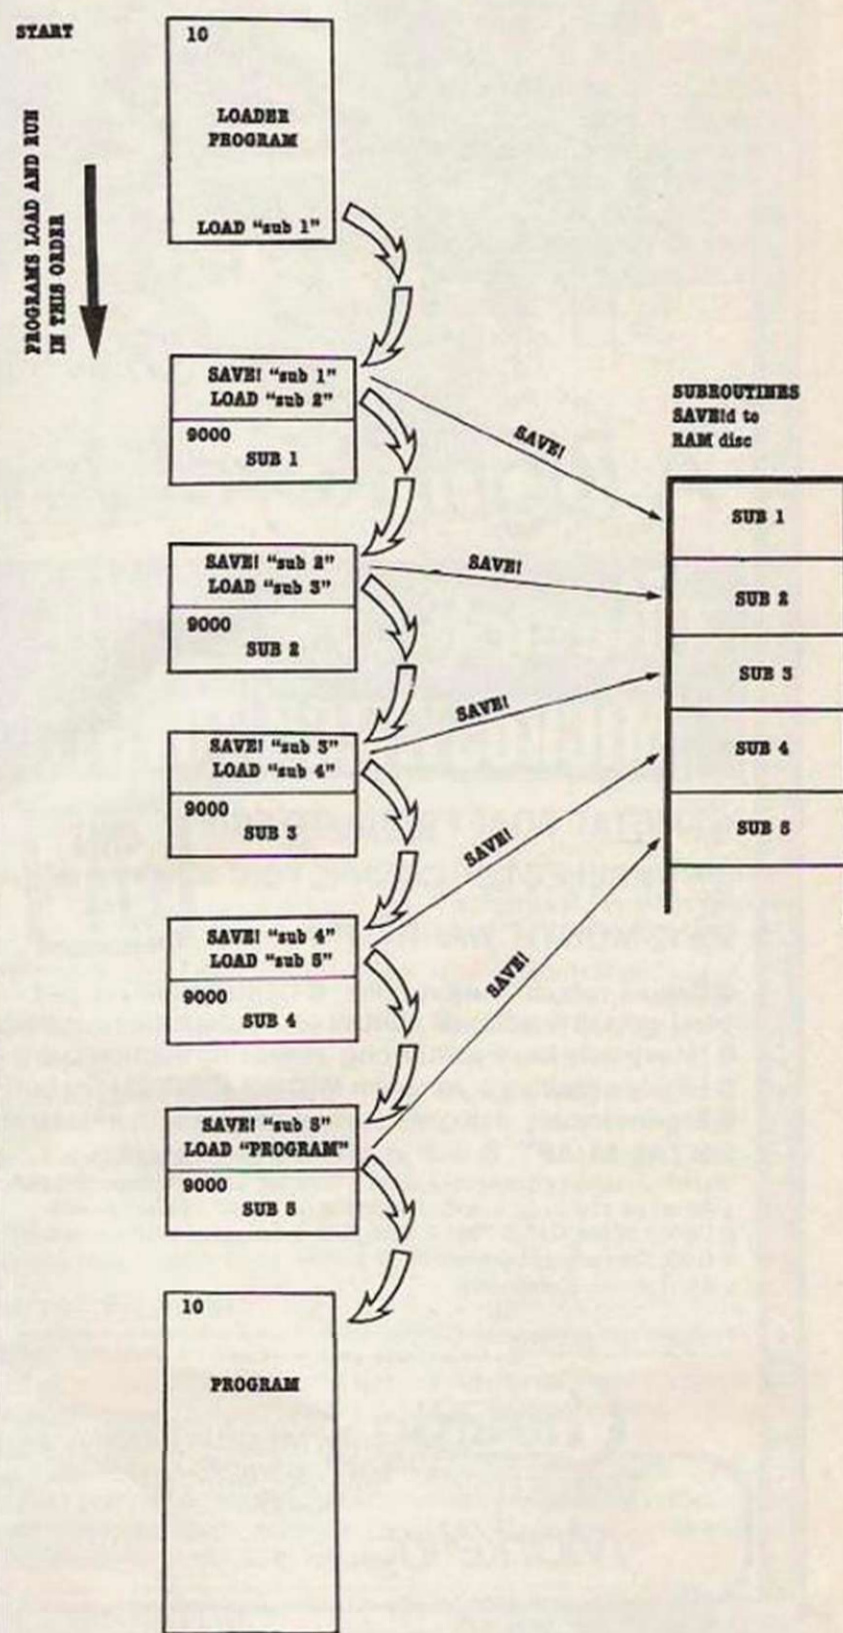 START
PROGRAMS LOAD AND RUN
IN THIS ORDER
10
LOADER
PROGRAM
LOAD "sub 1"
SAVE! "sub 1"
LOAD "sub 2"
9000
SUB 1
SAVE!
SUBROUTINES
SAVE!d to
RAM disc
SUB 1
SAVE! "sub 2"
LOAD "sub 3"
9000
SUB 2
SAVE!
SUB 2
SAVE! "sub 3"
LOAD "sub 4"
9000
SUB 3
SAVE!
SUB 3
SAVE! "sub 4"
LOAD "sub 5"
9000
SUB 4
SAVE!
SUB 4
SAVE! "sub 5"
LOAD "PROGRAM"
9000
SUB 5
SAVE!
SUB 5
10
PROGRAM